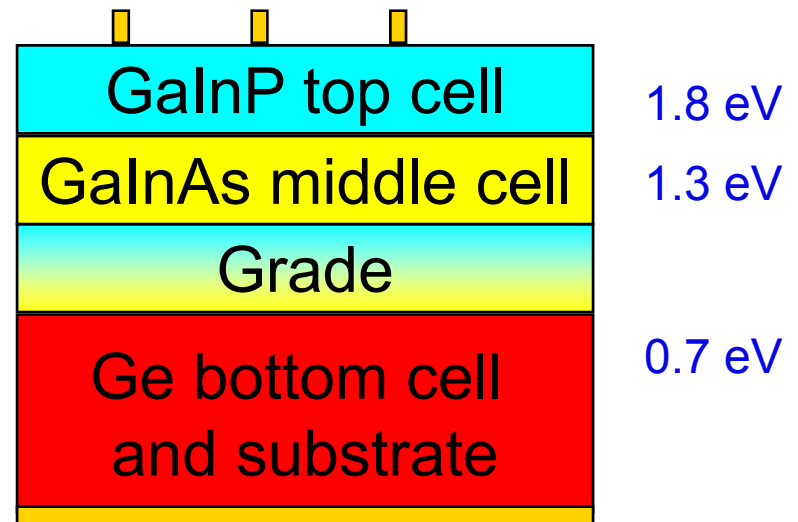 GaInP top cell
1.8 eV
GaInAs middle cell
1.3 eV
Grade
Ge bottom cell
and substrate
0.7 eV